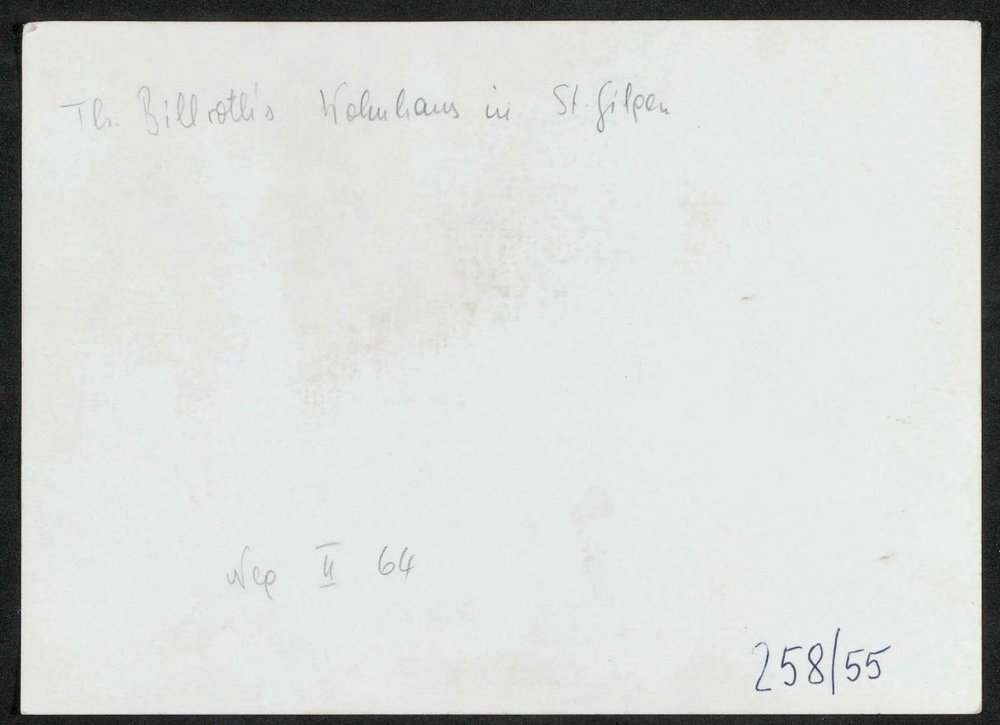 Th. Billroth's Wohnhaus in St. Gilgen
Neg II 64
258/55